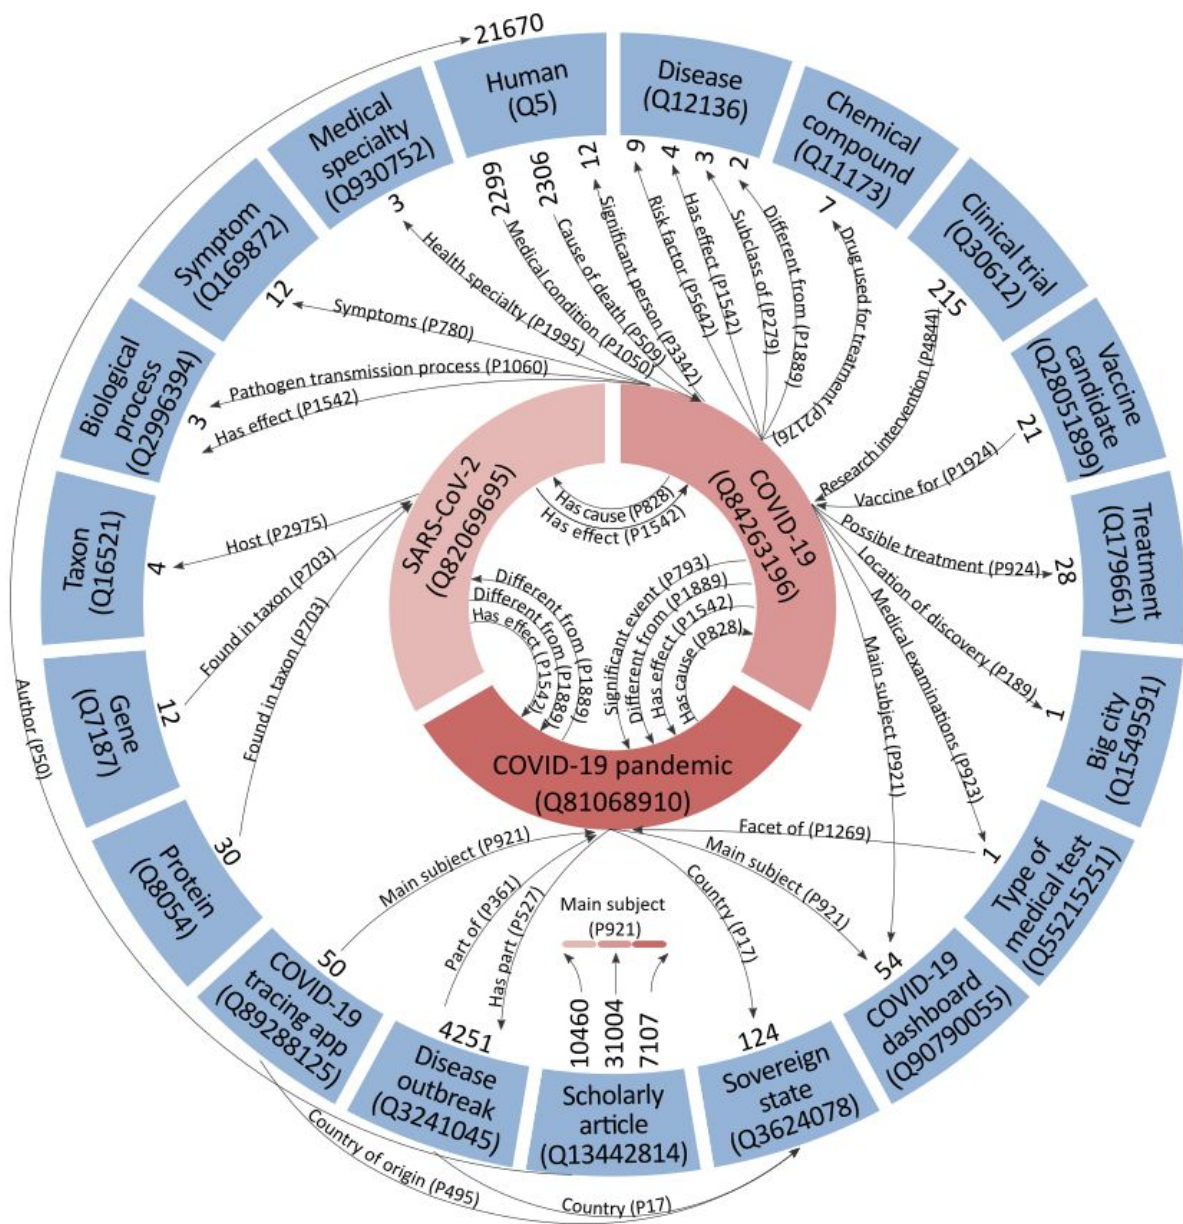 21670
Human
(Q5)
Disease
(Q12136)
Chemical
compound
(Q11173)
Clinical trial
(Q30612)
Vaccine
candidate
(Q28051899)
Treatment
(Q179661)
Big city
(Q1549591)
Type of
medical test
(Q55215251)
COVID-19
dashboard
(Q90790055)
Sovereign
state
(Q3624078)
Scholarly
article
(Q13442814)
Disease
outbreak
(Q3241045)
COVID-19
tracing app
(Q89288125)
Protein
(Q8054)
Gene
(Q7187)
Taxon
(Q16521)
Biological
process
(Q2996394)
Symptom
(Q169872)
Medical
specialty
(Q930752)
2299
2306
12
9
4
3
2
7
215
21
28
1
1
54
124
7107
31004
10460
4251
50
30
12
4
3
12
3
Medical condition (P1050)
Cause of death (P509)
Significant person (P3342)
Risk factor (P5642)
Has effect (P1542)
Subclass of (P279)
Different from (P1889)
Drug used for treatment (P2176)
Research intervention (P4844)
Vaccine for (P1924)
Possible treatment (P924)
Location of discovery (P189)
Medical examinations (P923)
Main subject (P921)
Facet of (P1269)
Main subject (P921)
Country (P17)
Main subject
(P921)
Has part (P527)
Part of (P361)
Main subject (P921)
Found in taxon (P703)
Found in taxon (P703)
Host (P2975)
Has effect (P1542)
Pathogen transmission process (P1060)
Symptoms (P780)
Health specialty (P1995)
SARS-CoV-2
(Q82069695)
COVID-19
(Q84263196)
COVID-19 pandemic
(Q81068910)
Has cause (P828)
Has effect (P1542)
Different from (P1889)
Different from (P1889)
Has effect (P1542)
Significant event (P793)
Different from (P1889)
Has effect (P1542)
Has cause (P828)
Author (P50)
Country of origin (P495)
Country (P17)